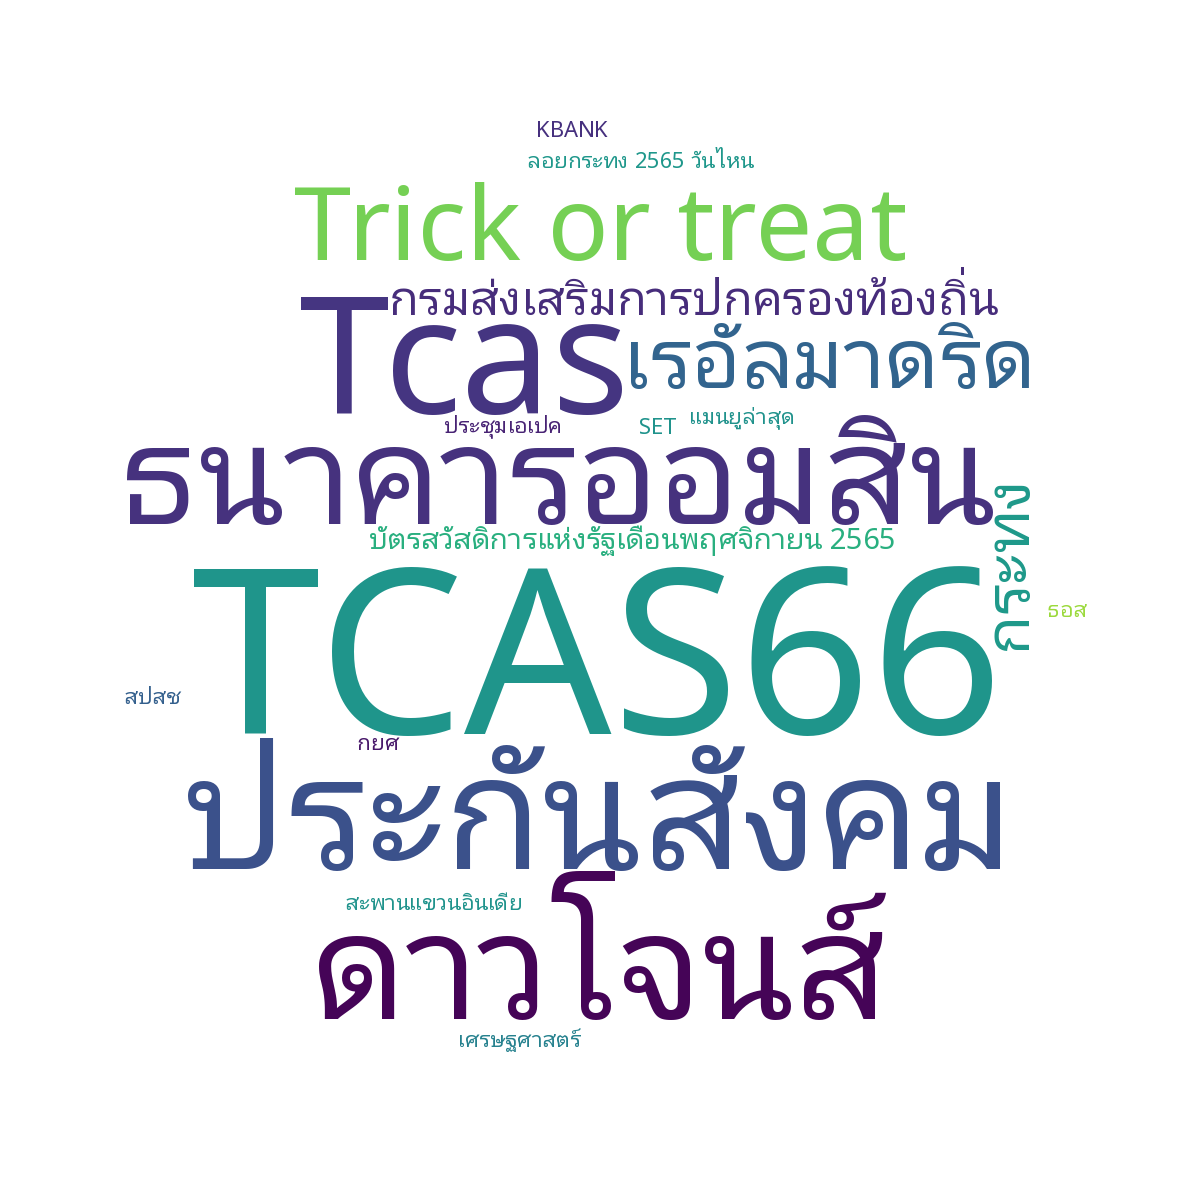 KBANK
ลอยกระทง 2565 วันไหน
Trick or treat
กรมส่งเสริมการปกครองท้องถิ่น
Tcas
เรอัลมาดริด
ประชุมเอเปค
SET
แมนยูล่าสุด
ธนาคารออมสิน
กระทง
บัตรสวัสดิการแห่งรัฐเดือนพฤศจิกายน 2565
TCAS66
ธอส
สปสช
กยศ
ประกันสังคม
สะพานแขวนอินเดีย
ดาวโจนส์
เศรษฐศาสตร์